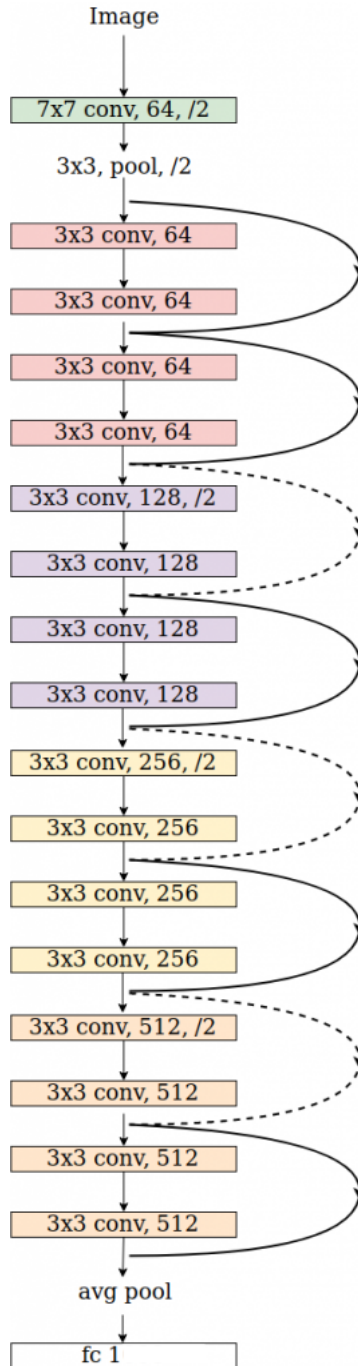 Image
7x7 conv, 64, /2
3x3, pool, /2
3x3 conv, 64
3x3 conv, 64
3x3 conv, 64
3x3 conv, 64
3x3 conv, 128, /2
3x3 conv, 128
3x3 conv, 128
3x3 conv, 128
3x3 conv, 256, /2
3x3 conv, 256
3x3 conv, 256
3x3 conv, 256
3x3 conv, 512, /2
3x3 conv, 512
3x3 conv, 512
3x3 conv, 512
avg pool
fc 1